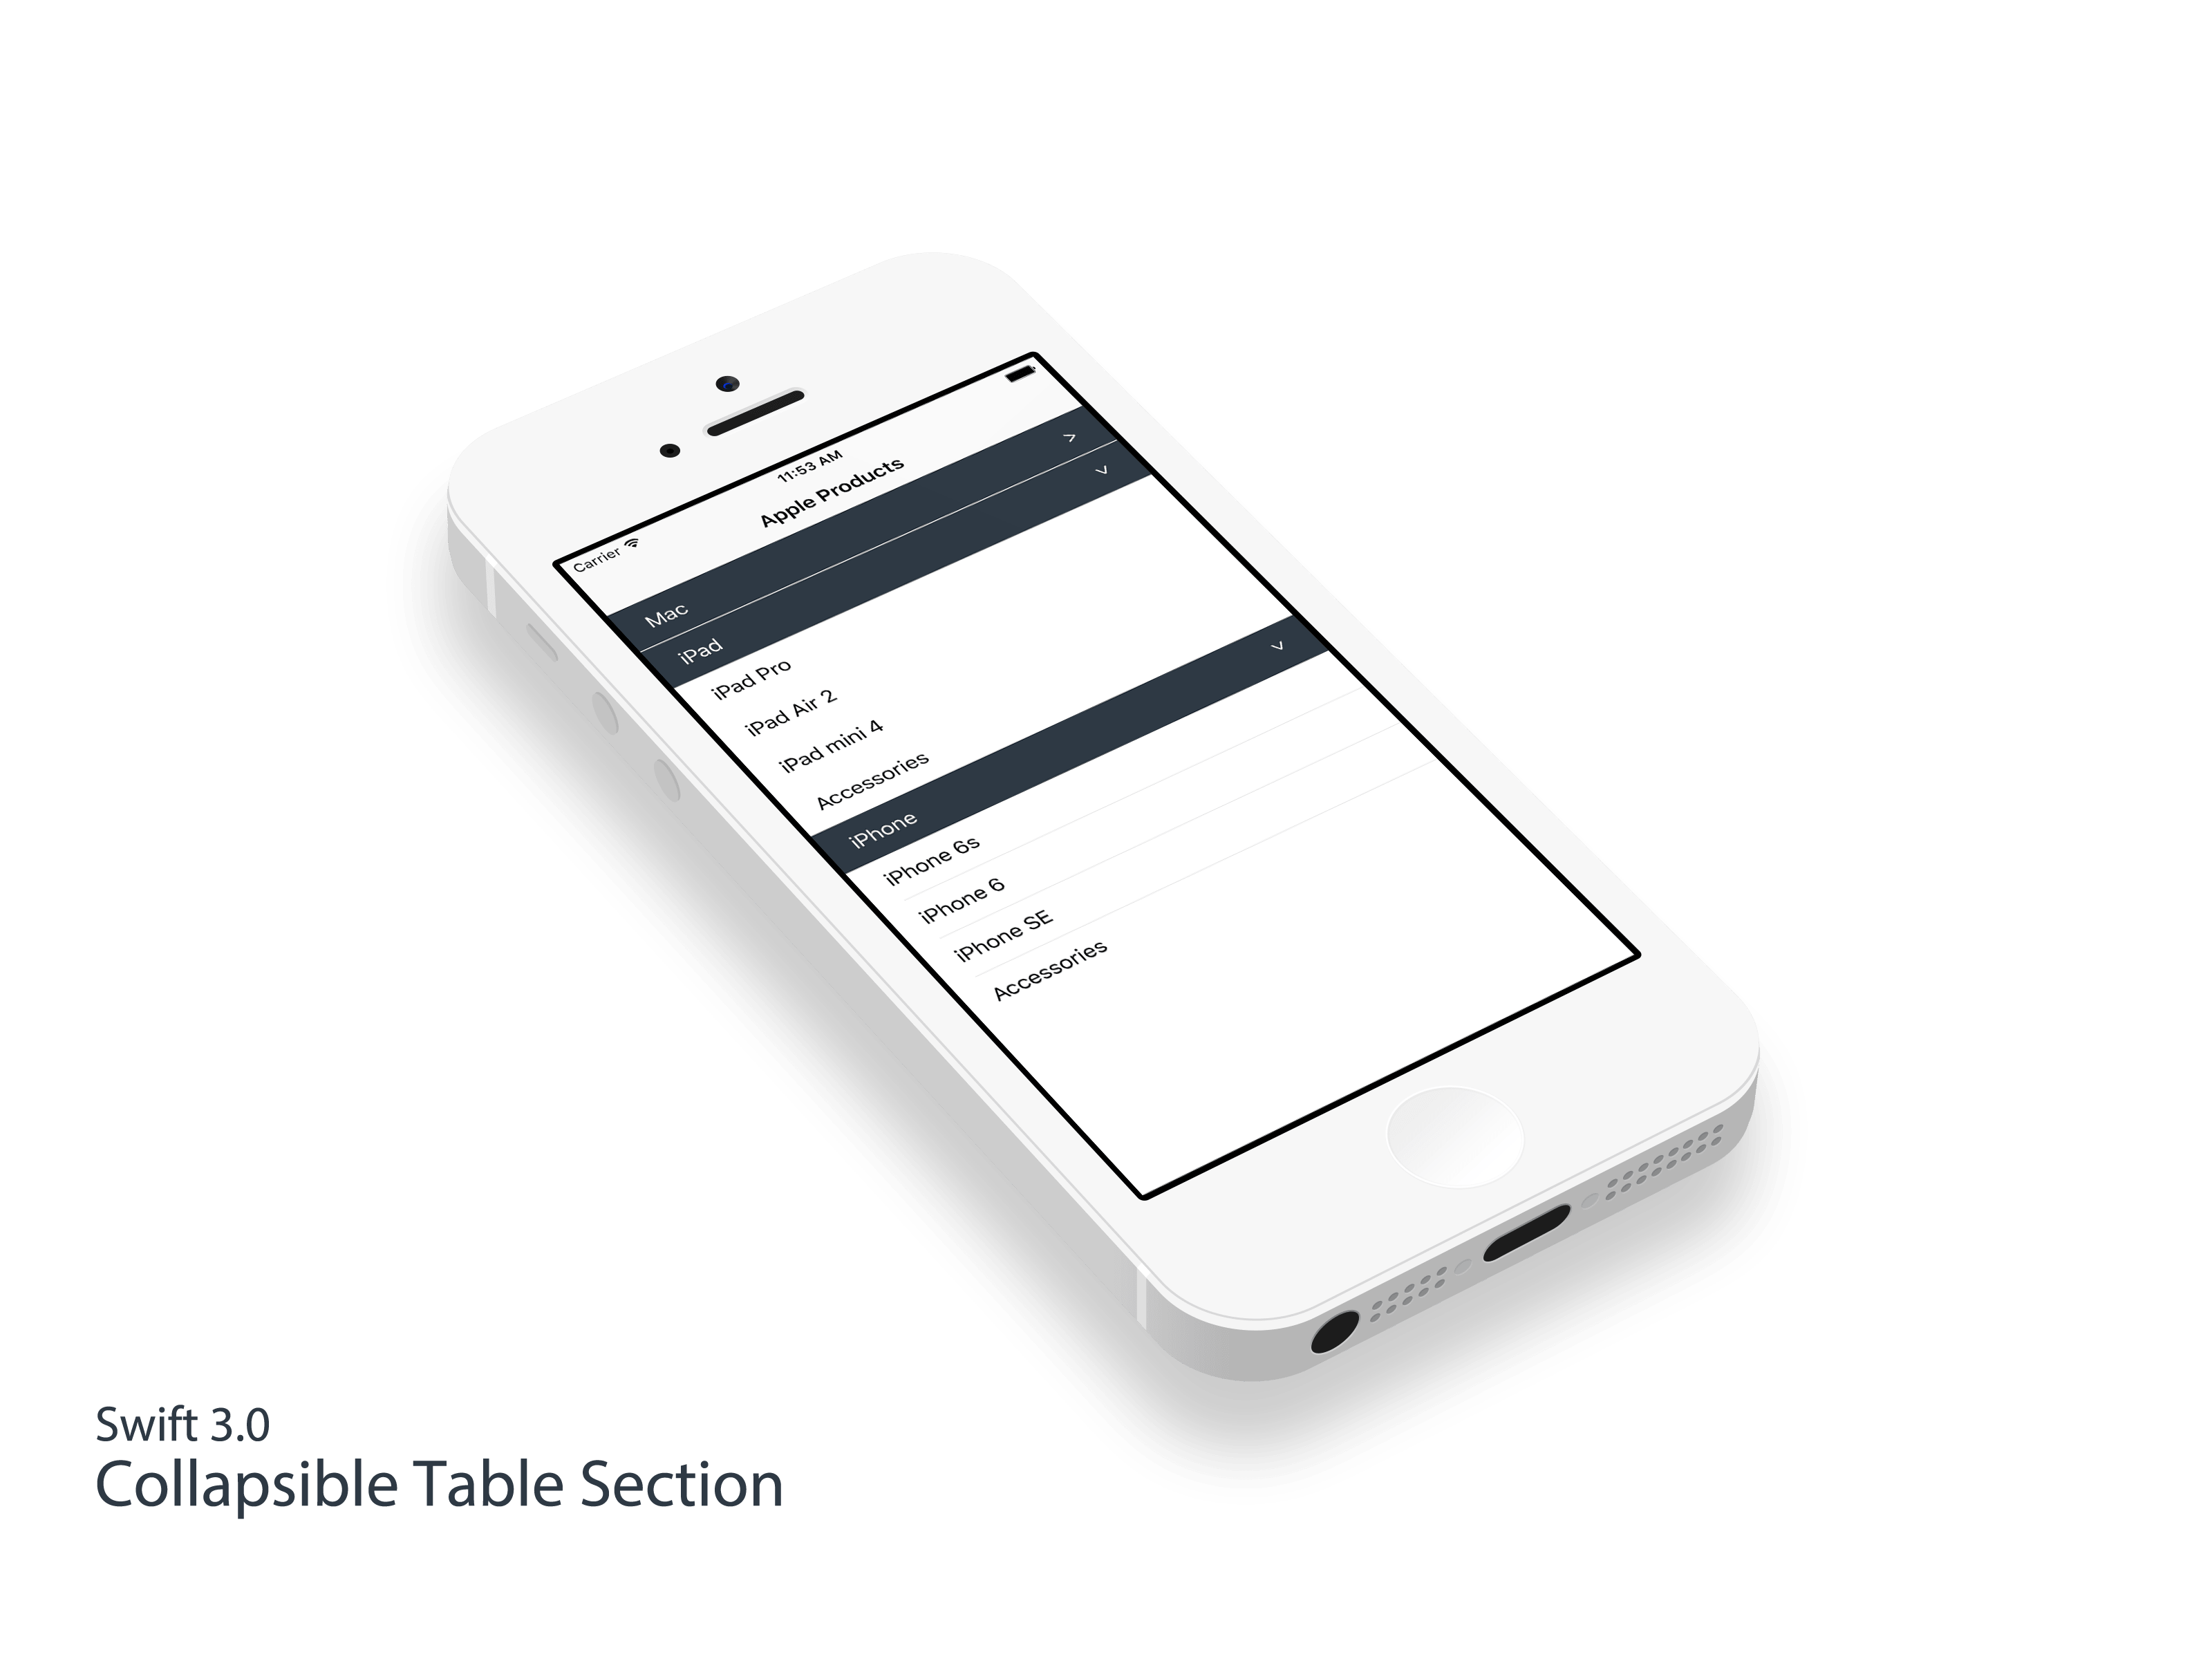 Carrier
11:53 AM
Apple Products
Mac >
iPad >
iPad Pro
iPad Air 2
iPad mini 4
Accessories
iPhone >
iPhone 6s
iPhone 6
iPhone SE
Accessories
Swift 3.0
Collapsible Table Section